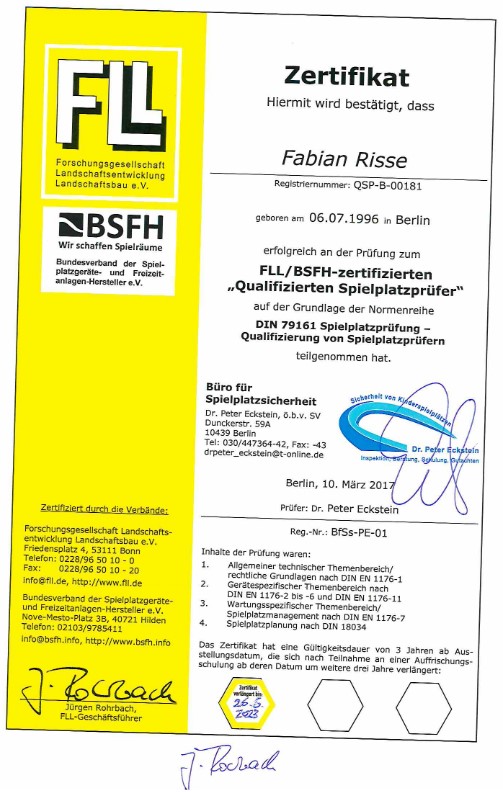 FLL
Forschungsgesellschaft
Landschaftsentwicklung
Landschaftsbau e.V.
BSFH
Wir schaffen Spielräume
Bundesverband der Spiel-
platzgeräte- und Freizeit-
anlagen-Hersteller e.V.
Zertifikat
Hiermit wird bestätigt, dass
Fabian Risse
Registriernummer: QSP-B-00181
geboren am 06.07.1996 in Berlin
erfolgreich an der Prüfung zum
FLL/BSFH-zertifizierten
„Qualifizierten Spielplatzprüfer“
auf der Grundlage der Normenreihe
DIN 79161 Spielplatzprüfung –
Qualifizierung von Spielplatzprüfern
teilgenommen hat.
Büro für
Spielplatzsicherheit
Dr. Peter Eckstein, ö.b.v. SV
Dunckerstr. 59A
10439 Berlin
Tel: 030/447364-42, Fax: -43
drpeter_eckstein@t-online.de
Sicherheit von Kinderspielplätzen
Dr. Peter Eckstein
Inspektion, Beratung, Schulung, Gutachten
Berlin, 10. März 2017
Prüfer: Dr. Peter Eckstein
Reg.-Nr.: BfSs-PE-01
Inhalte der Prüfung waren:
1. Allgemeiner technischer Themenbereich/
rechtliche Grundlagen nach DIN EN 1176-1
2. Gerätespezifischer Themenbereich nach
DIN EN 1176-2 bis -6 und DIN EN 1176-11
3. Wartungsspezifischer Themenbereich/
Spielplatzmanagement nach DIN EN 1176-7
4. Spielplatzplanung nach DIN 18034
Das Zertifikat hat eine Gültigkeitsdauer von 3 Jahren ab Aus-
stellungsdatum, die sich nach Teilnahme an einer Auffrischungs-
schulung ab deren Datum um weitere drei Jahre verlängert:
Zertifikat
verlängert bis
26.5.
2023
Zertifiziert durch die Verbände:
Forschungsgesellschaft Landschafts-
entwicklung Landschaftsbau e.V.
Friedensplatz 4, 53111 Bonn
Telefon: 0228/96 50 10 - 0
Fax: 0228/96 50 10 - 20
info@fll.de, http://www.fll.de
Bundesverband der Spielplatzgeräte-
und Freizeitanlagen-Hersteller e.V.
Nove-Mesto-Platz 3B, 40721 Hilden
Telefon: 02103/9785411
info@bsfh.info, http://www.bsfh.info
J. Rohrbach
Jürgen Rohrbach,
FLL-Geschäftsführer
J. Rohrbach